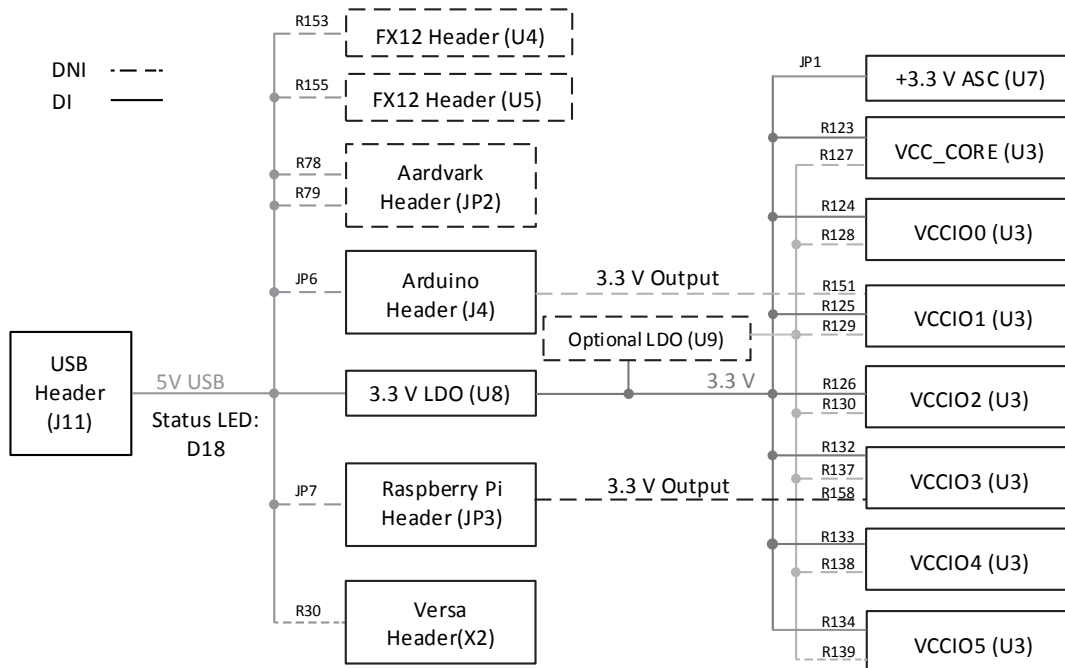 R153
FX12 Header (U4)
DNI
DI
R155
FX12 Header (U5)
JP1
+3.3 V ASC (U7)
R123
R127
VCC_CORE (U3)
R78
R79
Aardvark
Header (JP2)
R124
R128
VCCIO0 (U3)
JP6
Arduino
Header (J4)
3.3 V Output
R151
R125
R129
VCCIO1 (U3)
Optional LDO (U9)
USB
Header
(J11)
5V USB
Status LED:
D18
3.3 V LDO (U8)
3.3 V
R126
R130
VCCIO2 (U3)
JP7
Raspberry Pi
Header (JP3)
3.3 V Output
R132
R137
R158
VCCIO3 (U3)
R133
R138
VCCIO4 (U3)
R30
Versa
Header(X2)
R134
R139
VCCIO5 (U3)